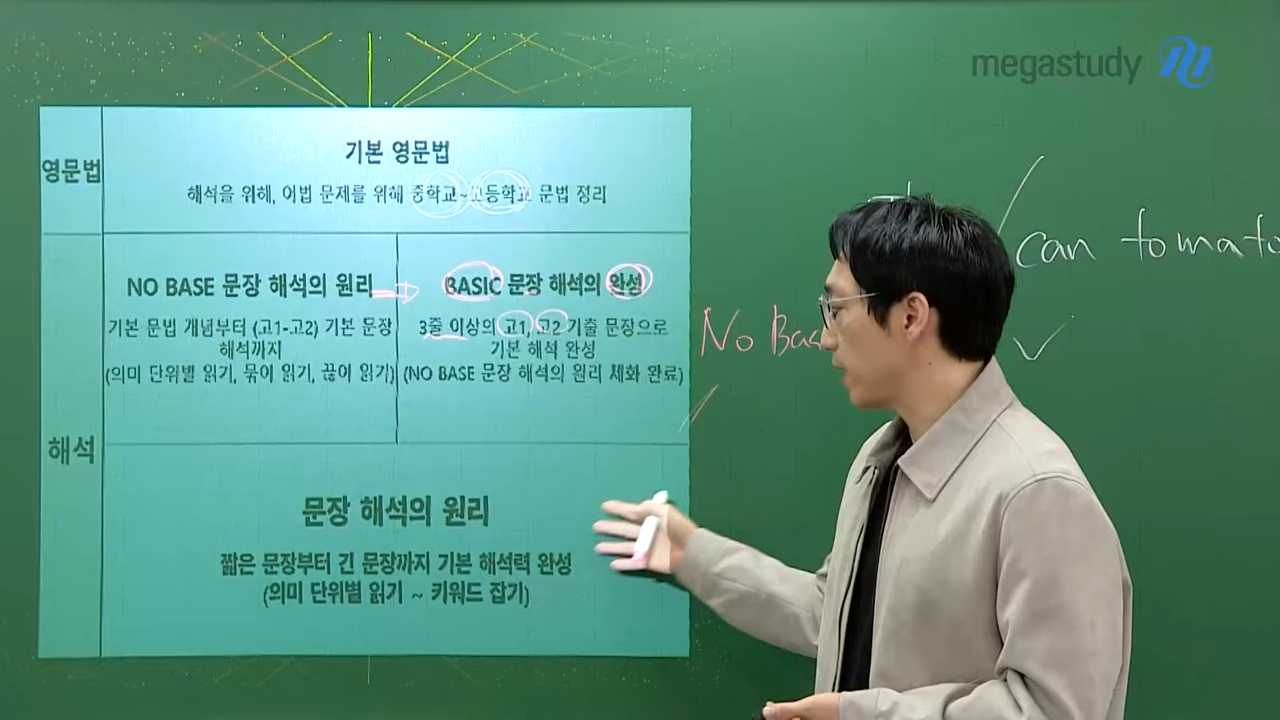 megastudy
영문법
기본 영문법
해석을 위해, 어법 문제를 위해 중학교~고등학교 문법 정리
해석
NO BASE 문장 해석의 원리
기본 문법 개념부터 (고1-고2) 기본 문장
해석까지
(의미 단위별 읽기, 묶어 읽기, 끊어 읽기)
BASIC 문장 해석의 완성
3줄 이상의 고1, 고2 기출 문장으로
기본 해석 완성
(NO BASE 문장 해석의 원리 체화 완료)
문장 해석의 원리
짧은 문장부터 긴 문장까지 기본 해석력 완성
(의미 단위별 읽기 ~ 키워드 잡기)
can tomato
No Bas